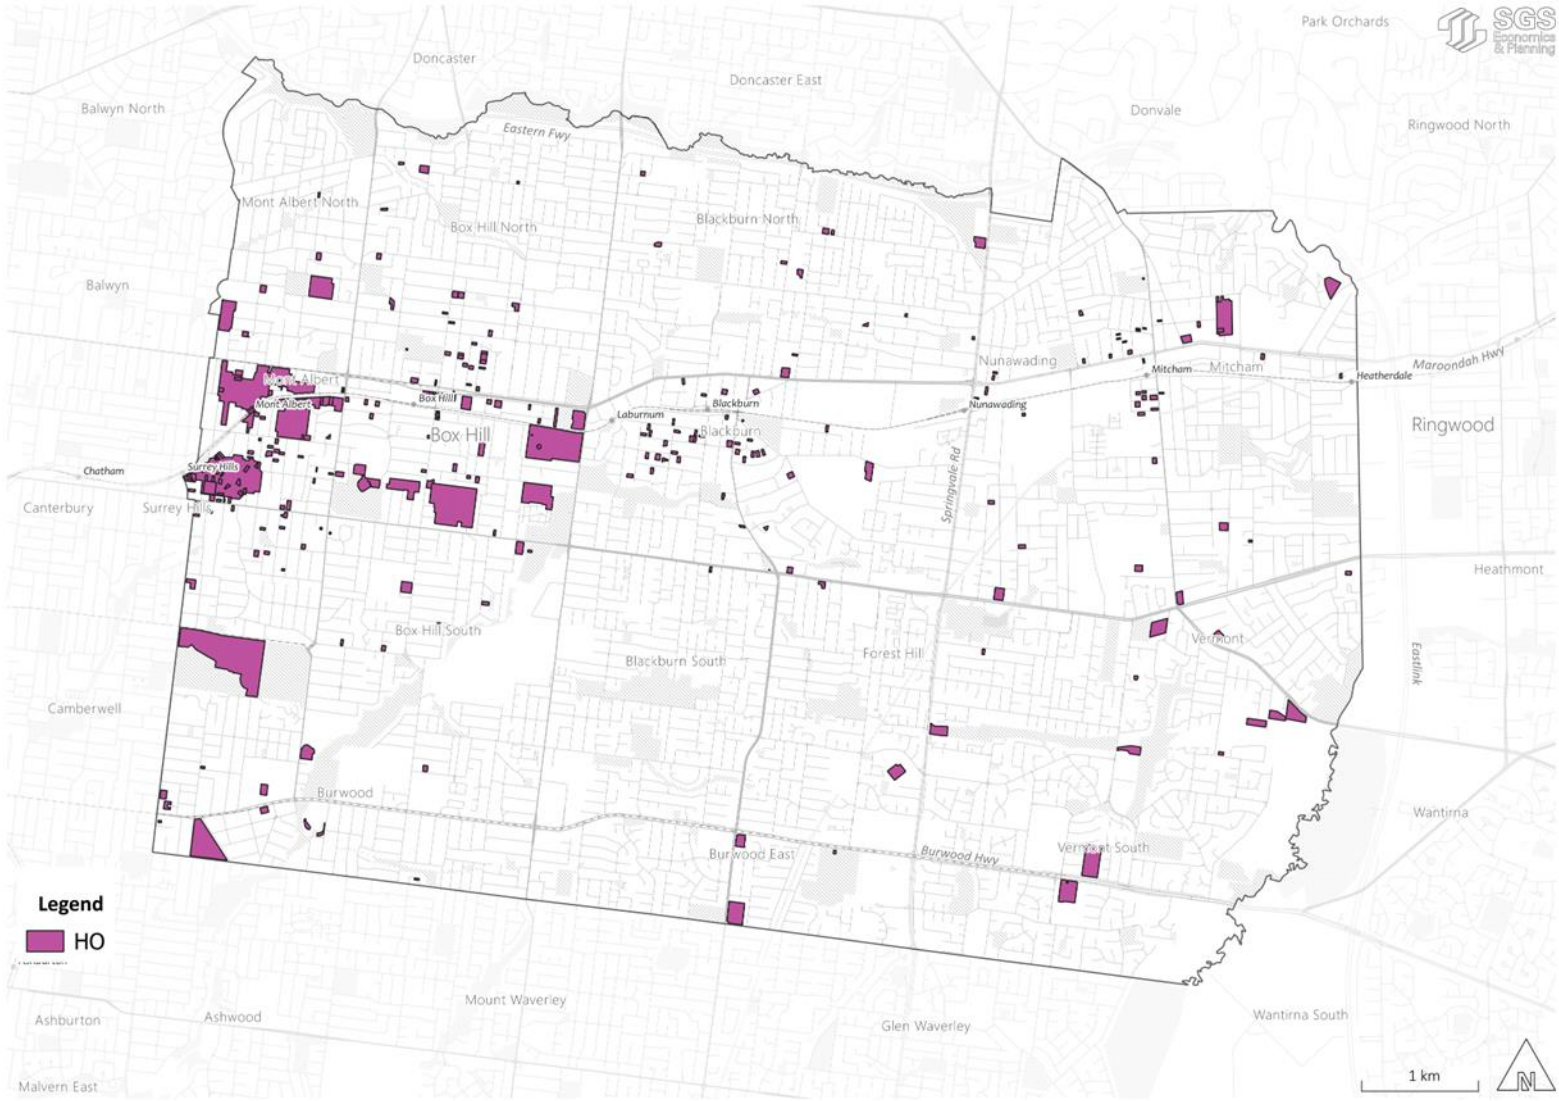 Park Orchards
SGS
Economics
& Planning
Doncaster
Doncaster East
Balwyn North
Donvale
Ringwood North
Eastern Fwy
Mont Albert North
Box Hill North
Blackburn North
Balwyn
Nunawading
Maroondah Hwy
Mitcham
Mitcham
Heatherdale
Mont Albert
Mont Albert
Box Hill
Blackburn
Nunawading
Laburnum
Box Hill
Blackburn
Ringwood
Surrey Hills
Chatham
Springvale Rd
Canterbury
Surrey Hills
Heathmont
Box Hill South
Vermont
Blackburn South
Forest Hill
Eastlink
Camberwell
Burwood
Wantirna
Burwood East
Burwood Hwy
Vermont South
Legend
HO
Mount Waverley
Ashburton
Ashwood
Glen Waverley
Wantirna South
1 km
N
Malvern East